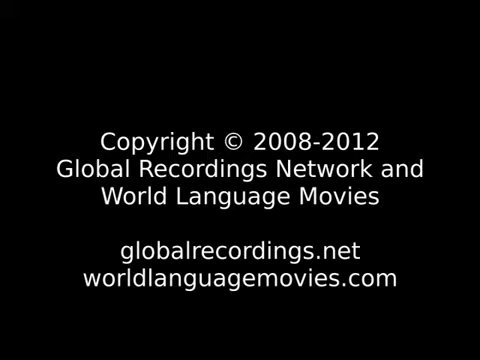 Copyright © 2008-2012
Global Recordings Network and
World Language Movies
globalrecordings.net
worldlanguagemovies.com